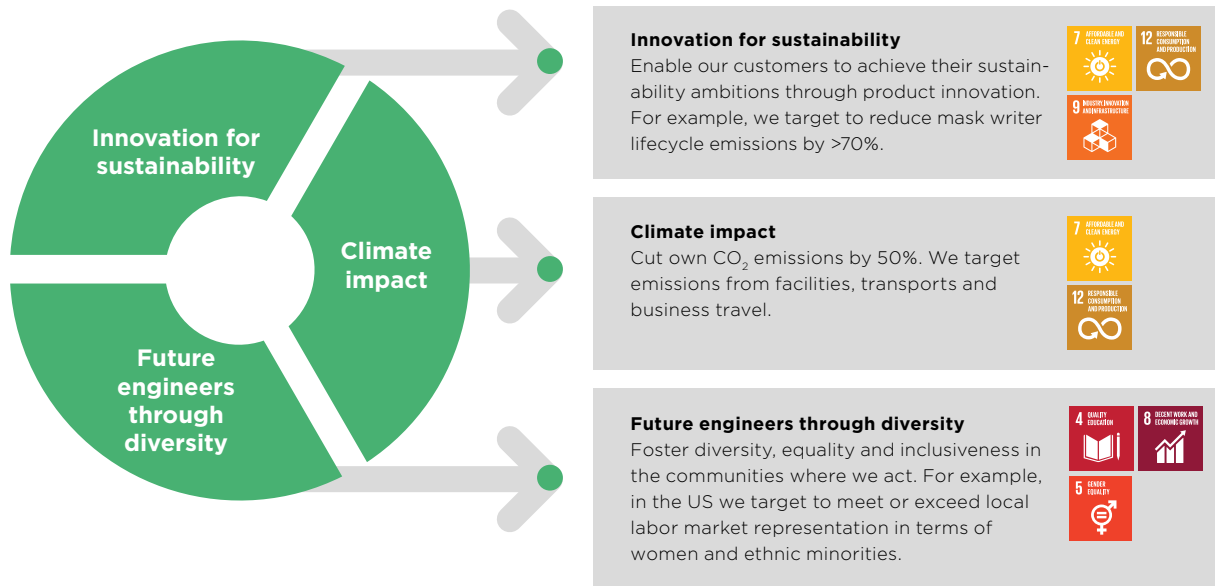 Innovation for
sustainability
Climate
impact
Future
engineers
through
diversity
Innovation for sustainability
Enable our customers to achieve their sustain-
ability ambitions through product innovation.
For example, we target to reduce mask writer
lifecycle emissions by >70%.
7 AFFORDABLE AND
CLEAN ENERGY
12 RESPONSIBLE
CONSUMPTION
AND PRODUCTION
9 INDUSTRY, INNOVATION
AND INFRASTRUCTURE
Climate impact
Cut own CO₂ emissions by 50%. We target
emissions from facilities, transports and
business travel.
7 AFFORDABLE AND
CLEAN ENERGY
12 RESPONSIBLE
CONSUMPTION
AND PRODUCTION
Future engineers through diversity
Foster diversity, equality and inclusiveness in
the communities where we act. For example,
in the US we target to meet or exceed local
labor market representation in terms of
women and ethnic minorities.
4 QUALITY
EDUCATION
8 DECENT WORK AND
ECONOMIC GROWTH
5 GENDER
EQUALITY